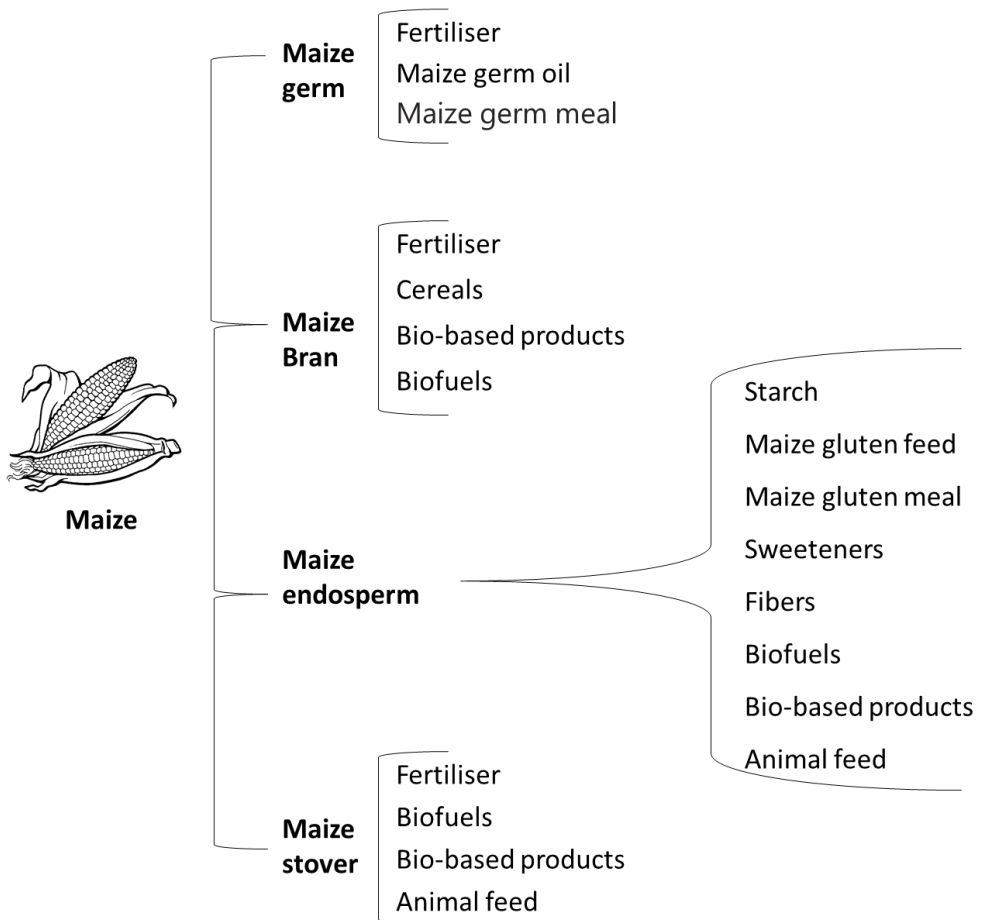 Maize
germ
Fertiliser
Maize germ oil
Maize germ meal
Maize
Bran
Fertiliser
Cereals
Bio-based products
Biofuels
Maize
Maize
endosperm
Starch
Maize gluten feed
Maize gluten meal
Sweeteners
Fibers
Biofuels
Bio-based products
Animal feed
Maize
stover
Fertiliser
Biofuels
Bio-based products
Animal feed